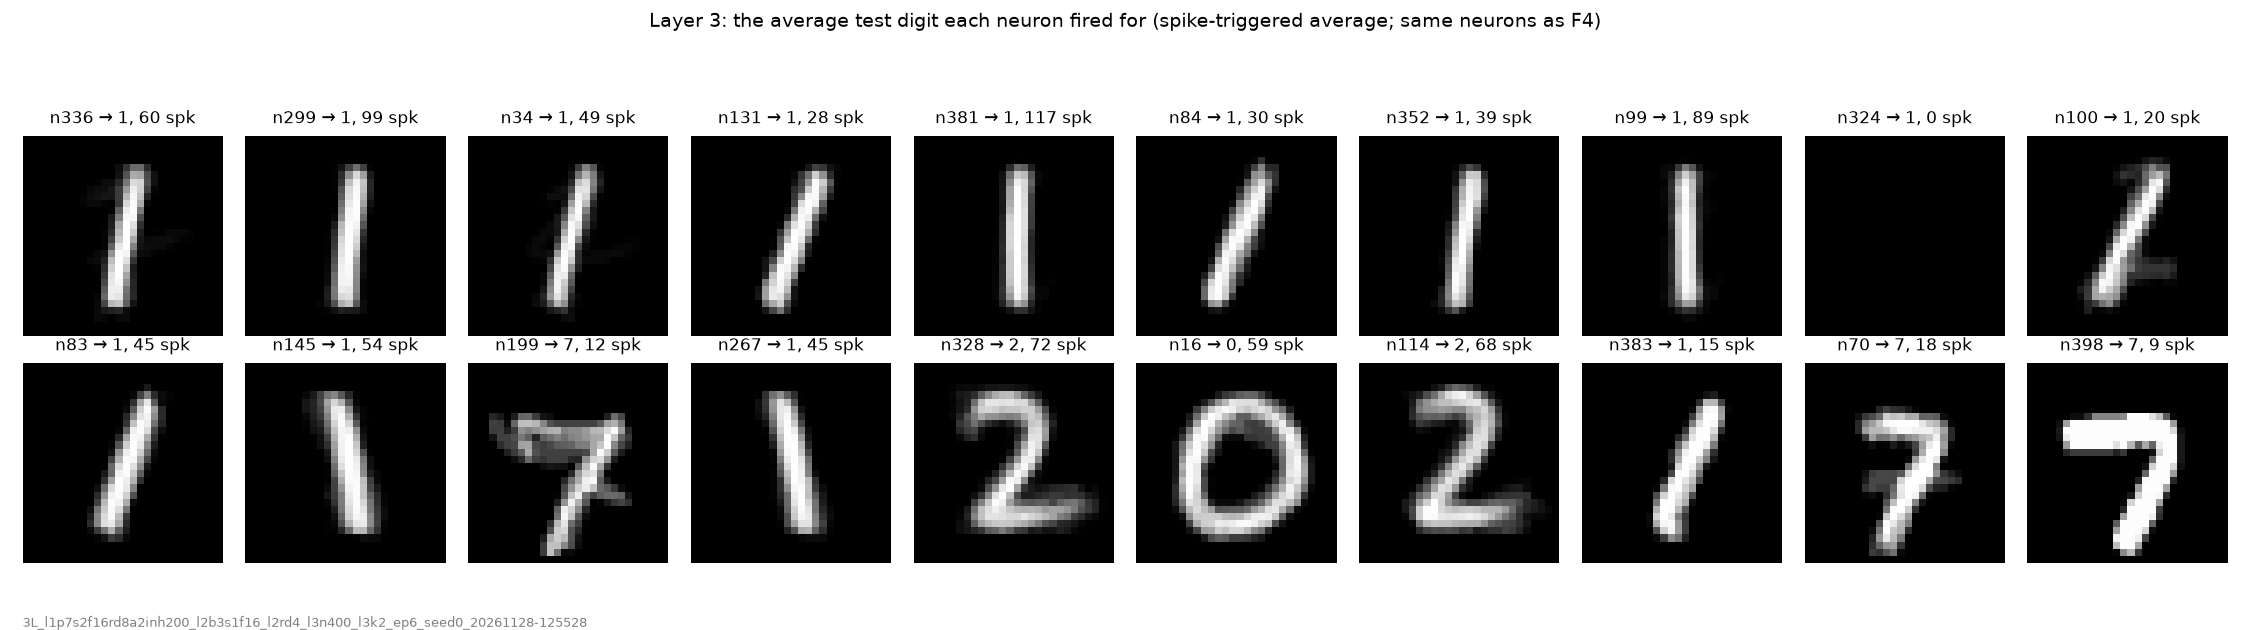 Layer 3: the average test digit each neuron fired for (spike-triggered average; same neurons as F4)
n336 → 1, 60 spk n299 → 1, 99 spk n34 → 1, 49 spk n131 → 1, 28 spk n381 → 1, 117 spk n84 → 1, 30 spk n352 → 1, 39 spk n99 → 1, 89 spk n324 → 1, 0 spk n100 → 1, 20 spk
n83 → 1, 45 spk n145 → 1, 54 spk n199 → 7, 12 spk n267 → 1, 45 spk n328 → 2, 72 spk n16 → 0, 59 spk n114 → 2, 68 spk n383 → 1, 15 spk n70 → 7, 18 spk n398 → 7, 9 spk
3L_l1p7s2f16rd8a2inh200_l2b3s1f16_l2rd4_l3n400_l3k2_ep6_seed0_20261128-125528